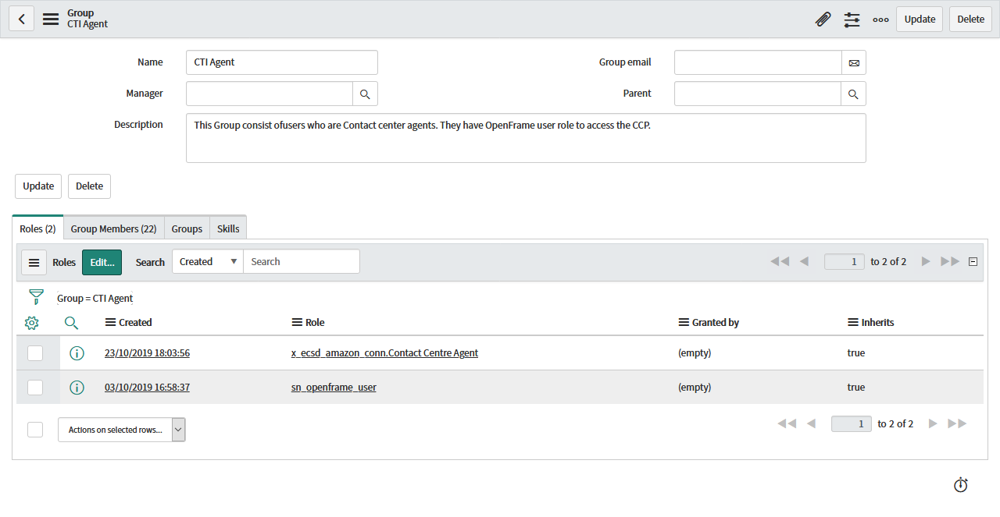 Group
CTI Agent
Update Delete
Name CTI Agent Group email
Manager Parent
Description This Group consist ofusers who are Contact center agents. They have OpenFrame user role to access the CCP.
Update Delete
Roles (2) Group Members (22) Groups Skills
Roles Edit... Search Created Search 1 to 2 of 2
Group = CTI Agent
Created Role Granted by Inherits
23/10/2019 18:03:56 x_ecsd_amazon_conn.Contact Centre Agent (empty) true
03/10/2019 16:58:37 sn_openframe_user (empty) true
Actions on selected rows... 1 to 2 of 2